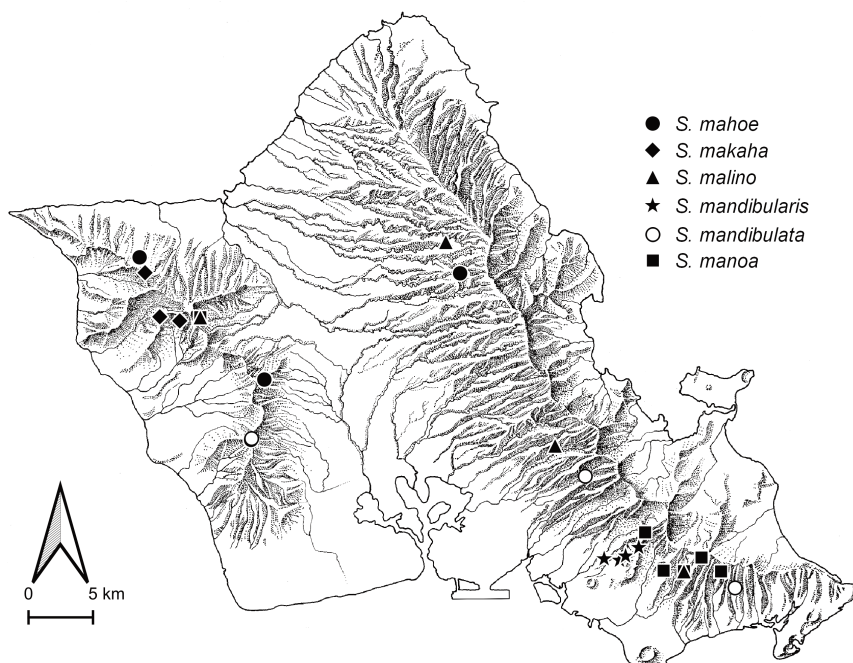 S. mahoe
S. makaha
S. malino
S. mandibularis
S. mandibulata
S. manoa
0 5 km